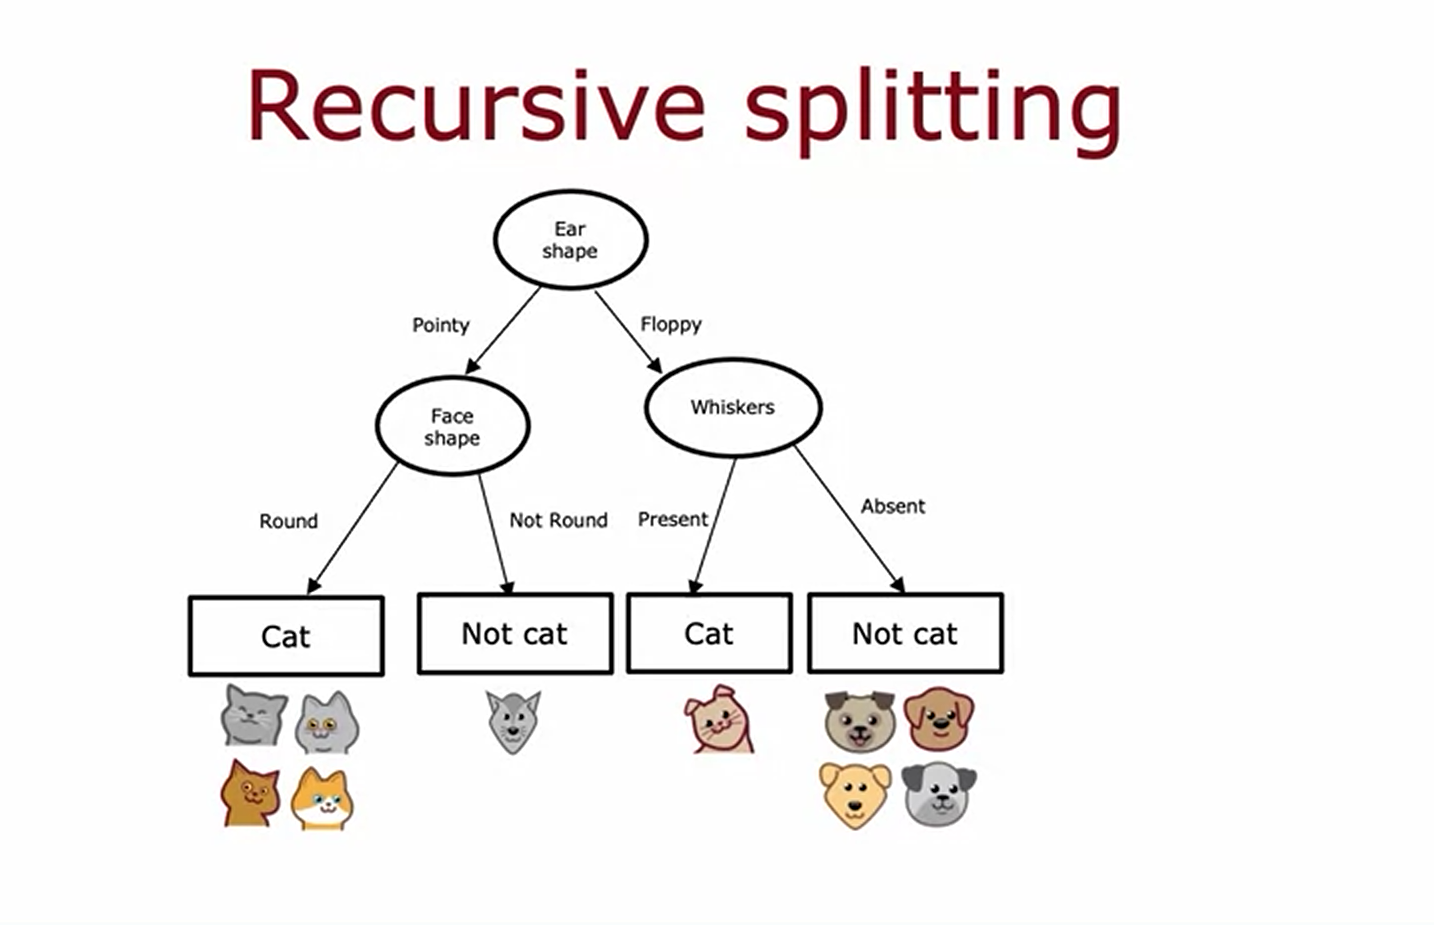 Recursive splitting
Ear
shape
Pointy
Floppy
Face
shape
Whiskers
Round
Not Round
Present
Absent
Cat
Not cat
Cat
Not cat